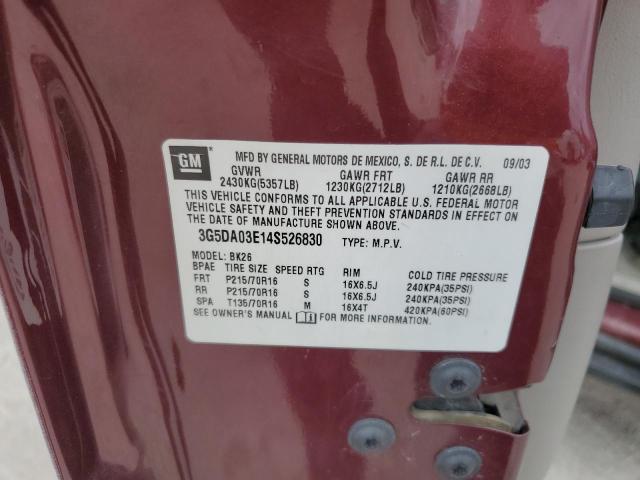 GM MFD BY GENERAL MOTORS DE MEXICO, S. DE R.L. DE C.V. 09/03
GVWR GAWR FRT GAWR RR
2430KG(5357LB) 1230KG(2712LB) 1210KG(2668LB)
THIS VEHICLE CONFORMS TO ALL APPLICABLE U.S. FEDERAL MOTOR
VEHICLE SAFETY AND THEFT PREVENTION STANDARDS IN EFFECT ON
THE DATE OF MANUFACTURE SHOWN ABOVE.
3G5DA03E14S526830 TYPE: M.P.V.
MODEL: BK26
BPAE TIRE SIZE SPEED RTG RIM COLD TIRE PRESSURE
FRT P215/70R16 S 16X6.5J 240KPA(35PSI)
RR P215/70R16 S 16X6.5J 240KPA(35PSI)
SPA T135/70R16 M 16X4T 420KPA(60PSI)
SEE OWNER'S MANUAL FOR MORE INFORMATION.